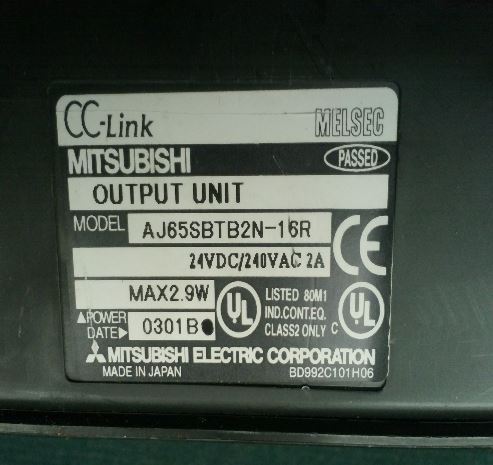 CC-Link MELSEC
MITSUBISHI PASSED
OUTPUT UNIT
MODEL AJ65SBTB2N-16R
24VDC/240VAC 2A CE
MAX2.9W
▲POWER
DATE▶ 0301B●
UL LISTED 80M1
IND.CONT.EQ.
CLASS2 ONLY C UL
MITSUBISHI ELECTRIC CORPORATION
MADE IN JAPAN BD992C101H06